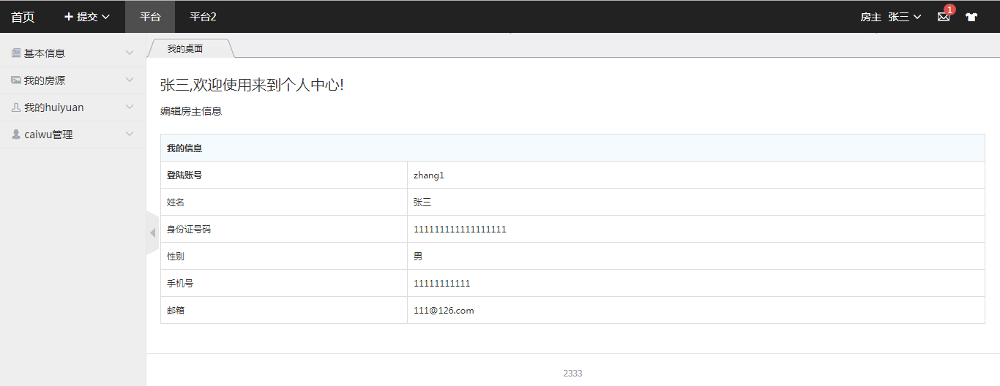 首页 提交 平台 平台2 房主 张三 1
基本信息
我的房源
我的huiyuan
caiwu管理
我的桌面
张三,欢迎使用来到个人中心!
编辑房主信息
我的信息
登陆账号 zhang1
姓名 张三
身份证号码 111111111111111111
性别 男
手机号 11111111111
邮箱 111@126.com
2333